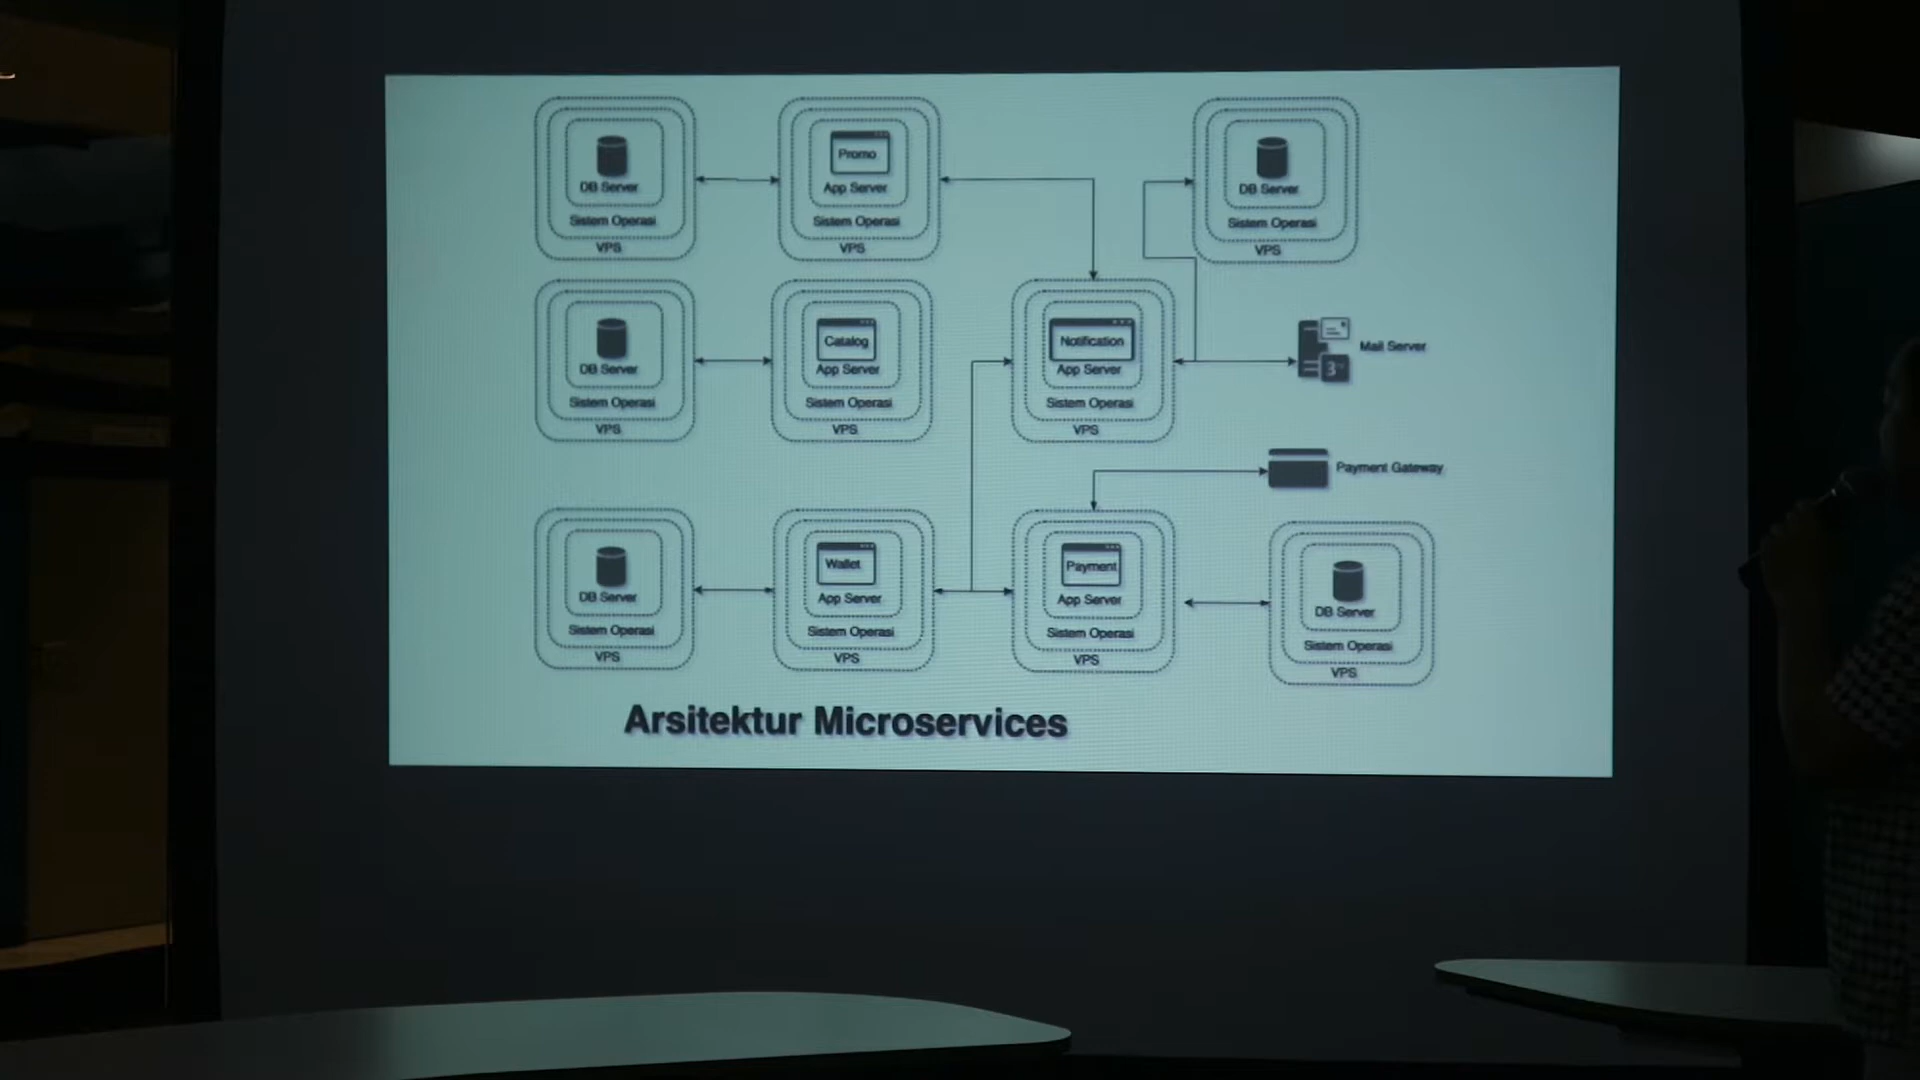 DB Server
Sistem Operasi
VPS
Promo
App Server
Sistem Operasi
VPS
DB Server
Sistem Operasi
VPS
DB Server
Sistem Operasi
VPS
Catalog
App Server
Sistem Operasi
VPS
Notification
App Server
Sistem Operasi
VPS
Mail Server
Payment Gateway
DB Server
Sistem Operasi
VPS
Wallet
App Server
Sistem Operasi
VPS
Payment
App Server
Sistem Operasi
VPS
DB Server
Sistem Operasi
VPS
Arsitektur Microservices